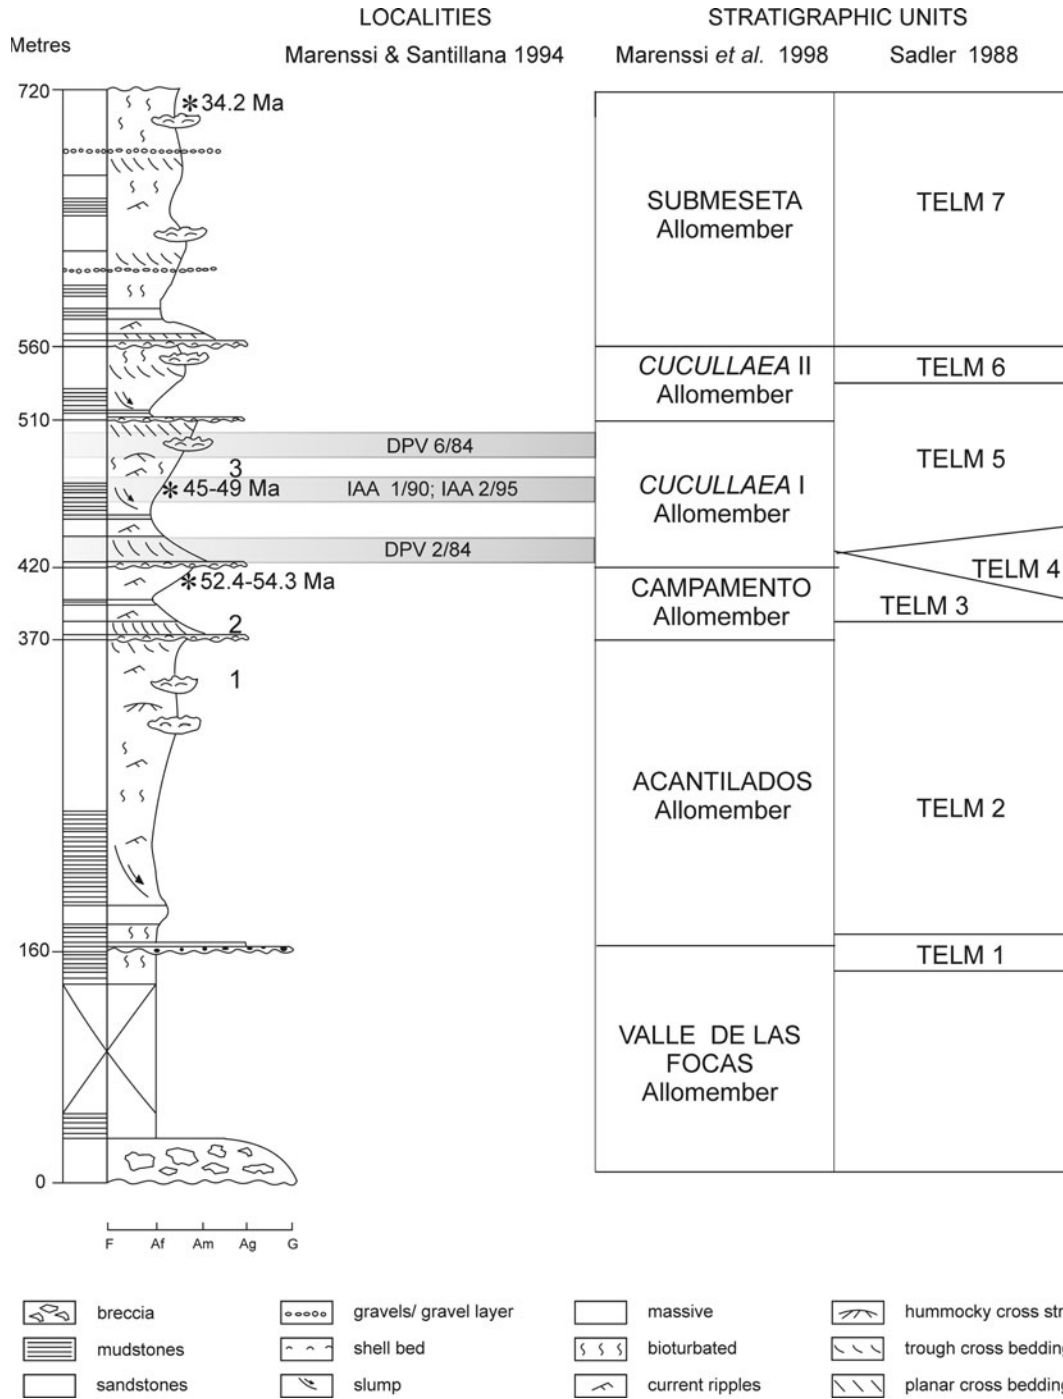 LOCALITIES
STRATIGRAPHIC UNITS
Metres
Marenssi & Santillana 1994
Marenssi et al. 1998
Sadler 1988
720
34.2 Ma
SUBMESETA
Allomember
TELM 7
560
CUCULLAEA II
Allomember
TELM 6
510
DPV 6/84
TELM 5
3
45-49 Ma
IAA 1/90; IAA 2/95
CUCULLAEA I
Allomember
DPV 2/84
420
52.4-54.3 Ma
CAMPAMENTO
Allomember
TELM 4
TELM 3
2
370
1
ACANTILADOS
Allomember
TELM 2
160
TELM 1
VALLE DE LAS
FOCAS
Allomember
0
F Af Am Ag G
breccia
gravels/ gravel layer
massive
hummocky cross str
mudstones
shell bed
bioturbated
trough cross bedding
sandstones
slump
current ripples
planar cross bedding